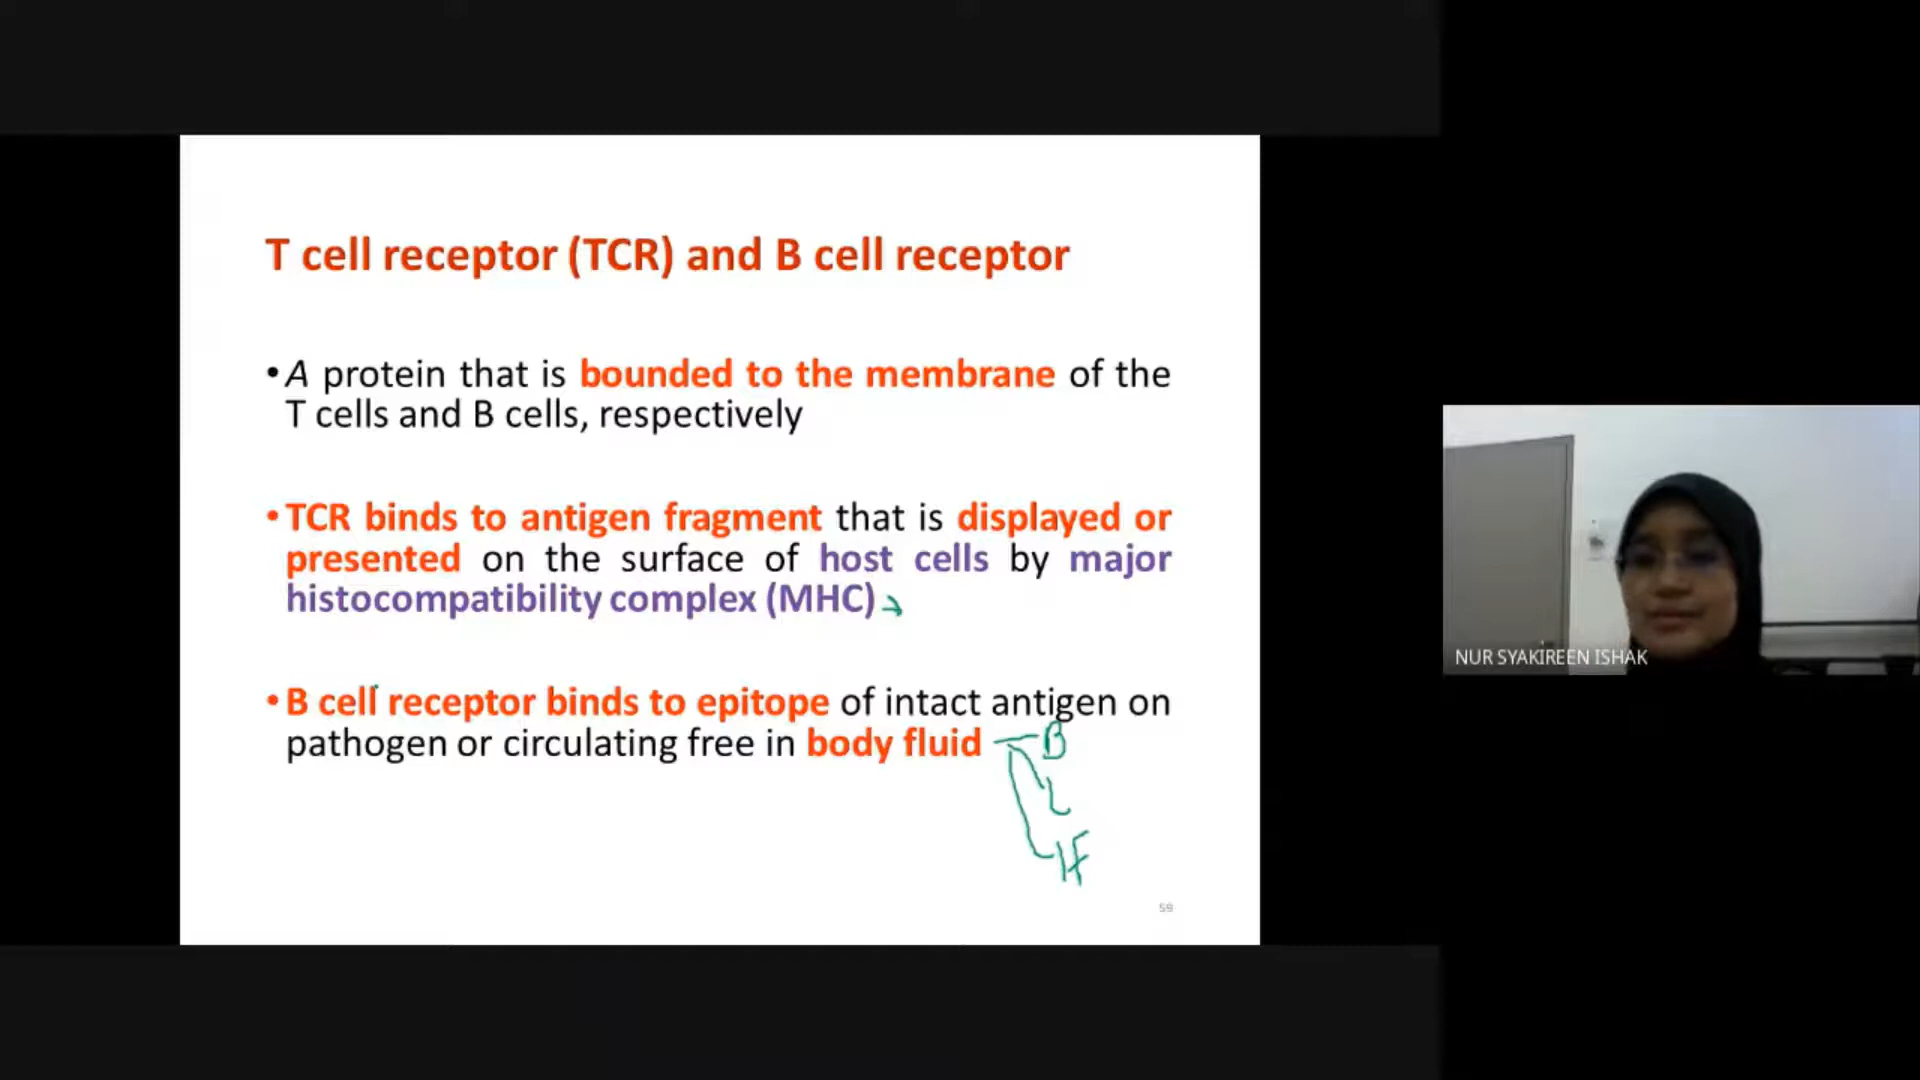 T cell receptor (TCR) and B cell receptor
•A protein that is bounded to the membrane of the
T cells and B cells, respectively
•TCR binds to antigen fragment that is displayed or
presented on the surface of host cells by major
histocompatibility complex (MHC)
•B cell receptor binds to epitope of intact antigen on
pathogen or circulating free in body fluid
B
L
IF
59
NUR SYAKIREEN ISHAK